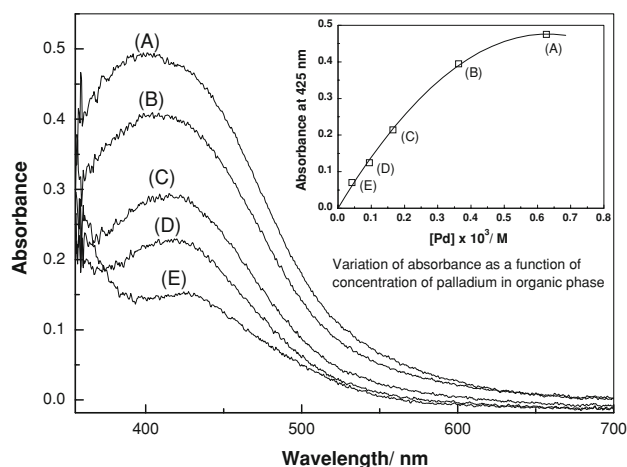 0.5
0.4
0.3
0.2
0.1
0.0
Absorbance
400
500
600
700
Wavelength/ nm
(A)
(B)
(C)
(D)
(E)
0.5
0.4
0.3
0.2
0.1
0.0
Absorbance at 425 nm
0.0 0.1 0.2 0.3 0.4 0.5 0.6 0.7 0.8
[Pd] x 10³/ M
(A)
(B)
(C)
(D)
(E)
Variation of absorbance as a function of
concentration of palladium in organic phase